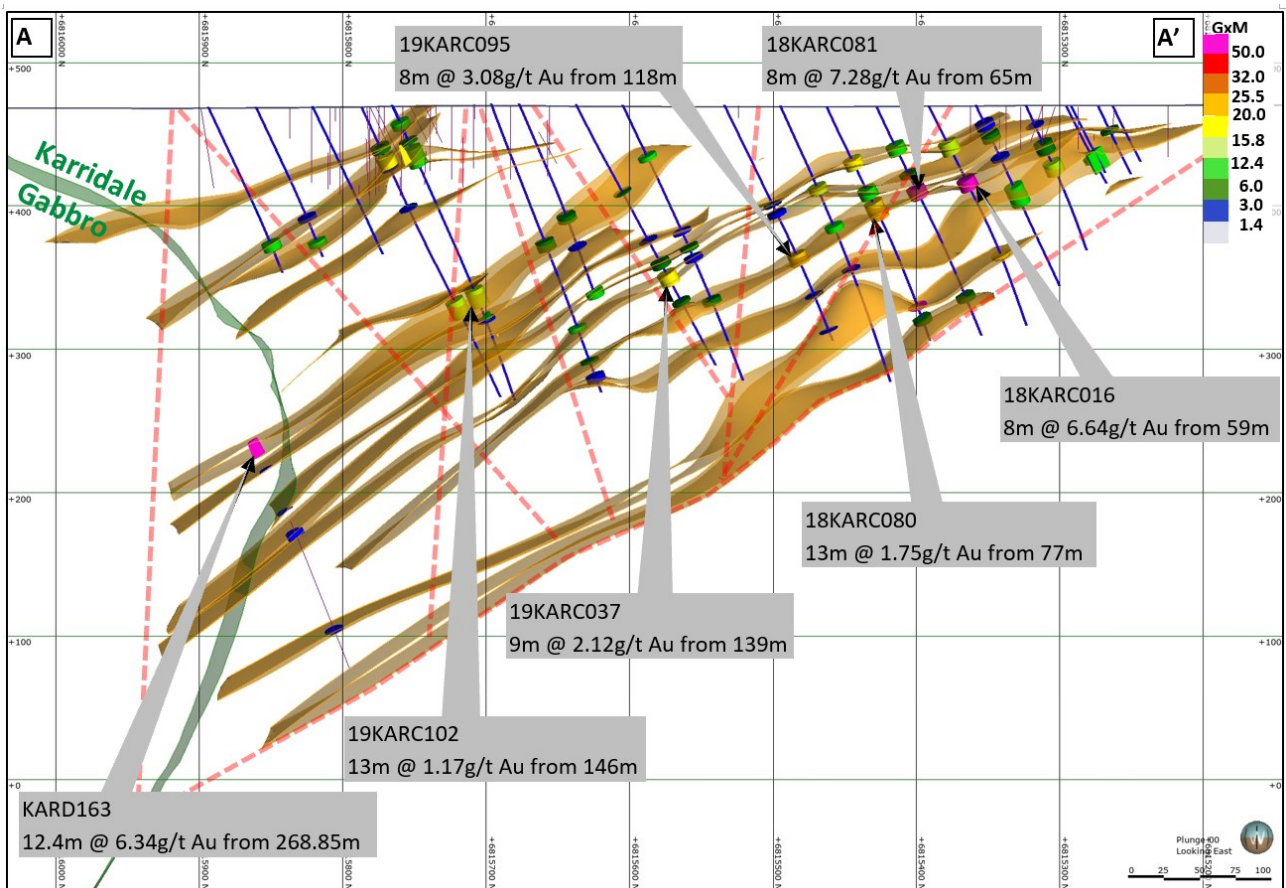 A
A'
+6816000 N
+6815900 N
+6815800 N
+6815300 N
GxM
50.0
32.0
25.5
20.0
15.8
12.4
6.0
3.0
1.4
19KARC095
8m @ 3.08g/t Au from 118m
18KARC081
8m @ 7.28g/t Au from 65m
+500
Karridale
Gabbro
+400
+300
+300
18KARC016
8m @ 6.64g/t Au from 59m
+200
+200
18KARC080
13m @ 1.75g/t Au from 77m
19KARC037
9m @ 2.12g/t Au from 139m
+100
+100
19KARC102
13m @ 1.17g/t Au from 146m
+0
+0
KARD163
12.4m @ 6.34g/t Au from 268.85m
Plunge 00
Looking East
0 25 50 75 100
+6815700 N
+6815600 N
+6815500 N
+6815400 N
+6815300 N